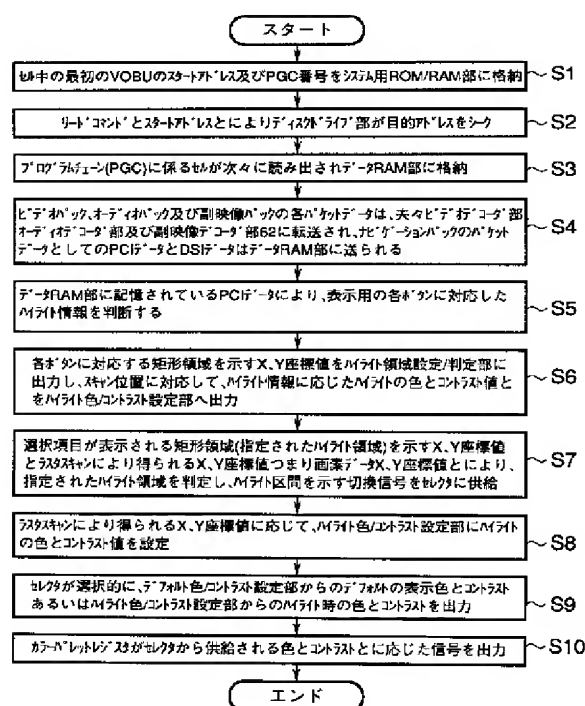 スタート
セル中の最初のVOBUのスタートアドレス及びPGC番号をシステム用ROM/RAM部に格納
S1
リードコマンドとスタートアドレスとによりディスクドライブ部が目的アドレスをシーク
S2
プログラムチェーン(PGC)に係るセルが次々に読み出されデータRAM部に格納
S3
ビデオパック、オーディオパック及び副映像パックの各パケットデータは、夫々ビデオデコーダ部
オーディオデコーダ部及び副映像デコーダ部62に転送され、ナビゲーションパックのパケット
データとしてのPCIデータとDSIデータはデータRAM部に送られる
S4
データRAM部に記憶されているPCIデータにより、表示用の各ボタンに対応した
ハイライト情報を判断する
S5
各ボタンに対応する矩形領域を示すX、Y座標値をハイライト領域設定/判定部に
出力し、スキャン位置に対応して、ハイライト情報に応じたハイライトの色とコントラスト値と
をハイライト色/コントラスト設定部へ出力
S6
選択項目が表示される矩形領域(指定されたハイライト領域)を示すX、Y座標値
とラスタスキャンにより得られるX、Y座標値つまり画素データX、Y座標値とにより、
指定されたハイライト領域を判定し、ハイライト区間を示す切換信号をセレクタに供給
S7
ラスタスキャンにより得られるX、Y座標値に応じて、ハイライト色/コントラスト設定部にハイライト
の色とコントラスト値を設定
S8
セレクタが選択的に、デフォルト色/コントラスト設定部からのデフォルトの表示色とコントラスト
あるいはハイライト色/コントラスト設定部からのハイライト時の色とコントラストを出力
S9
カラーパレットレジスタがセレクタから供給される色とコントラストとに応じた信号を出力
S10
エンド